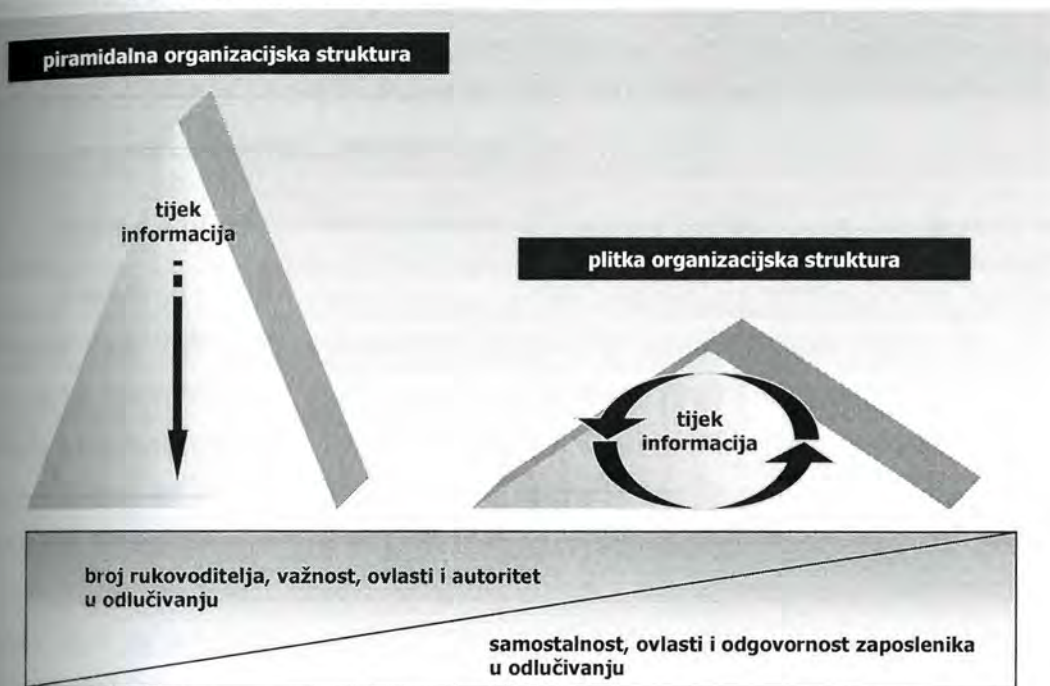 piramidalna organizacijska struktura
tijek
informacija
plitka organizacijska struktura
tijek
informacija
broj rukovoditelja, važnost, ovlasti i autoritet
u odlučivanju
samostalnost, ovlasti i odgovornost zaposlenika
u odlučivanju